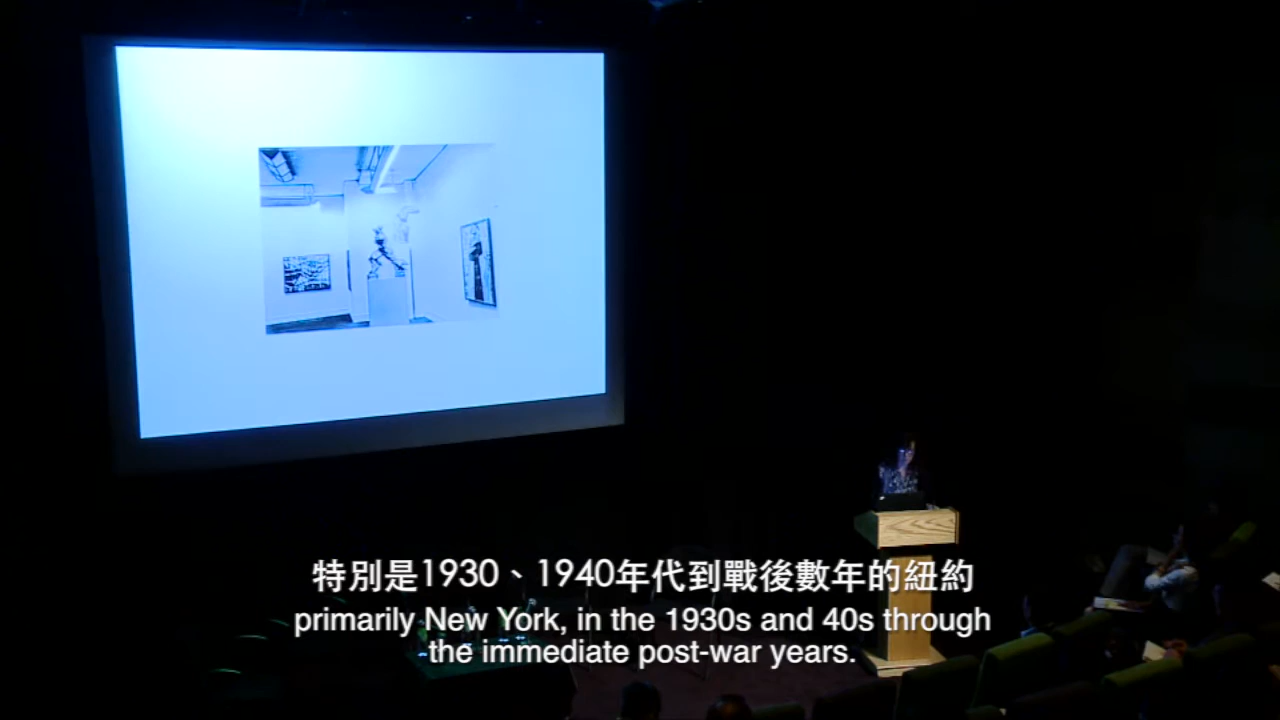 特別是1930、1940年代到戰後數年的紐約
primarily New York, in the 1930s and 40s through
the immediate post-war years.